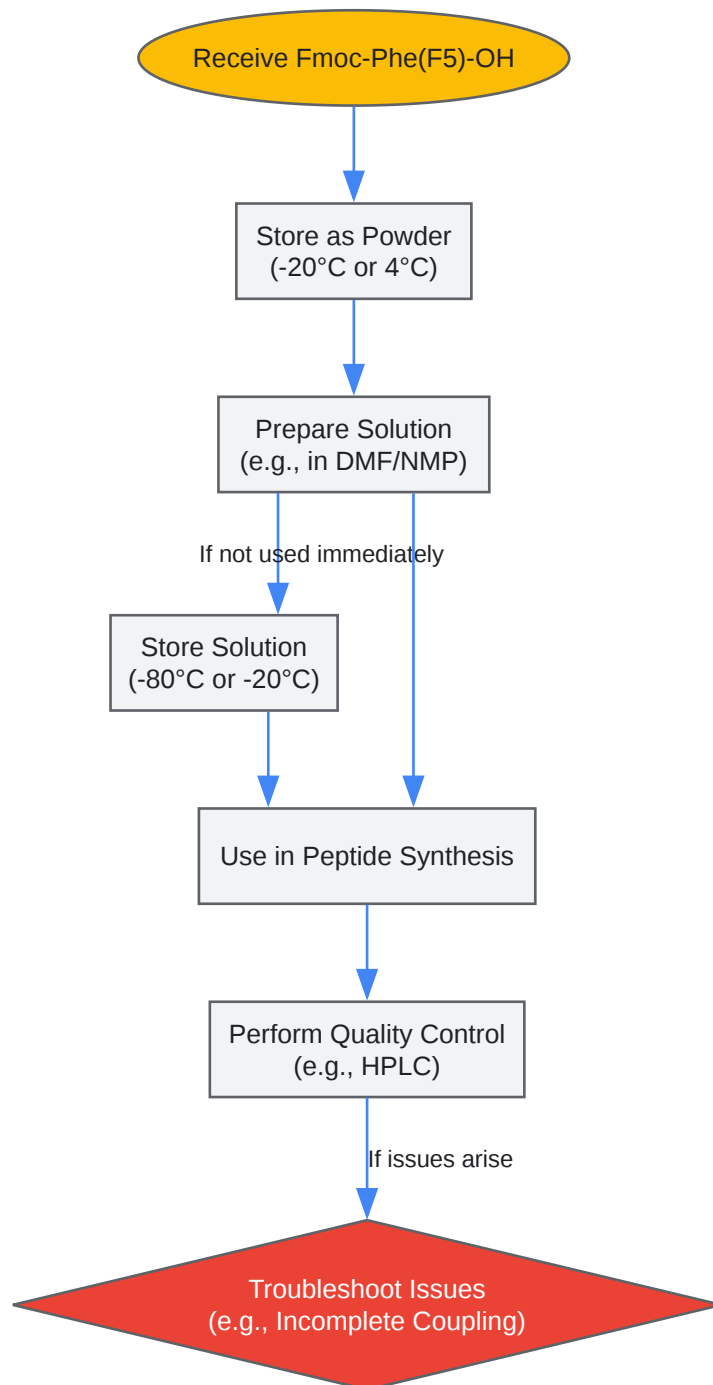 Receive Fmoc-Phe(F5)-OH
Store as Powder
(-20°C or 4°C)
Prepare Solution
(e.g., in DMF/NMP)
If not used immediately
Store Solution
(-80°C or -20°C)
Use in Peptide Synthesis
Perform Quality Control
(e.g., HPLC)
If issues arise
Troubleshoot Issues
(e.g., Incomplete Coupling)